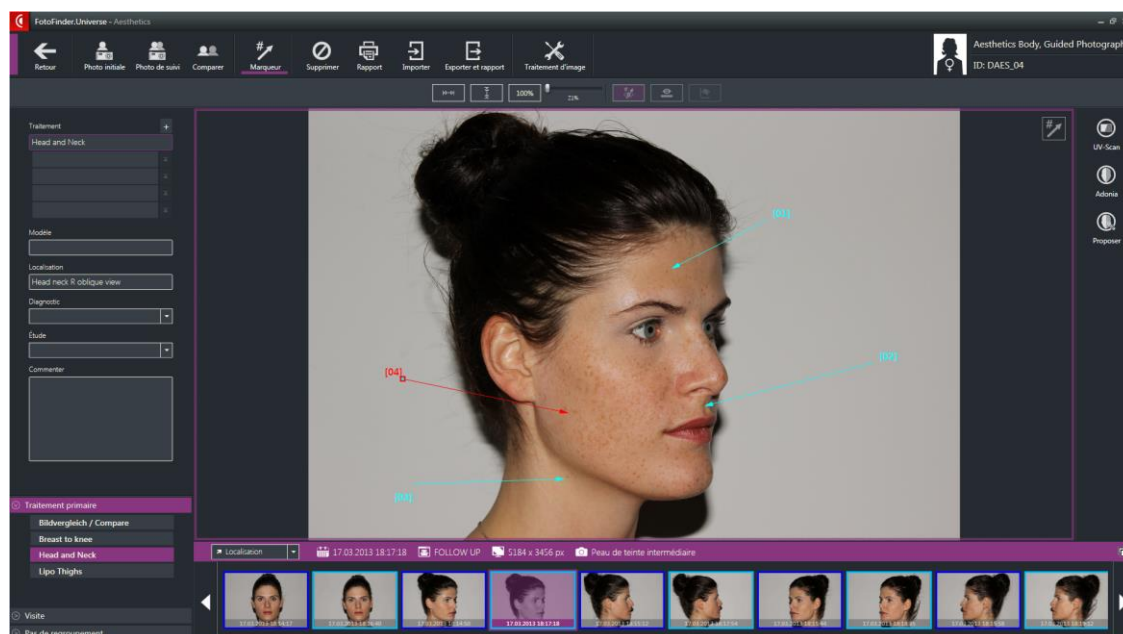 FotoFinder.Universe - Aesthetics
Retour
Photo initiale
Photo de suivi
Comparer
Marqueur
Supprimer
Rapport
Importer
Exporter et rapport
Traitement d'image
Aesthetics Body, Guided Photograph
ID: DAES_04
100%
21%
Traitement
Head and Neck
Modèle
Localisation
Head neck R oblique view
Diagnostic
Étude
Commenter
[01]
[02]
[03]
[04]
UV-Scan
Adonia
Proposer
Traitement primaire
Bildvergleich / Compare
Breast to knee
Head and Neck
Lipo Thighs
Visite
Pas de regroupement
Localisation
17.03.2013 18:17:18
FOLLOW UP
5184 x 3456 px
Peau de teinte intermédiaire
17.03.2013 18:17:18